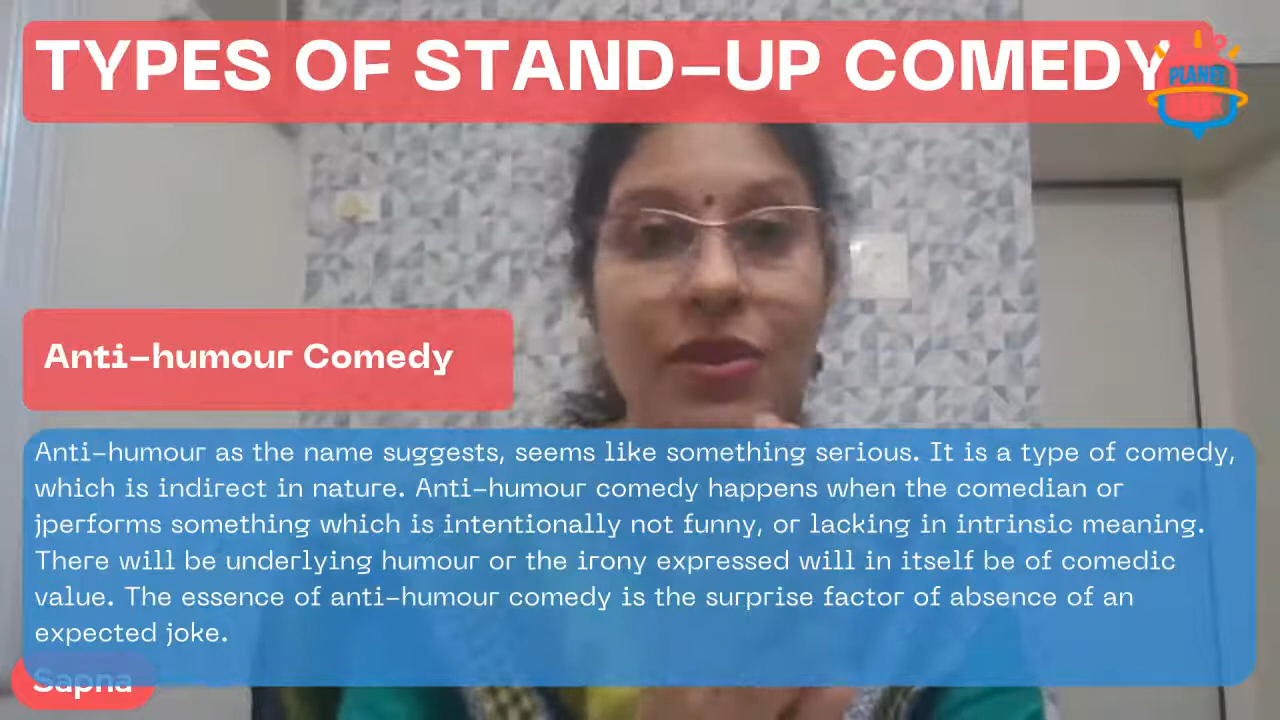 TYPES OF STAND-UP COMEDY
PLANET
Anti-humour Comedy
Anti-humour as the name suggests, seems like something serious. It is a type of comedy,
which is indirect in nature. Anti-humour comedy happens when the comedian or
jperforms something which is intentionally not funny, or lacking in intrinsic meaning.
There will be underlying humour or the irony expressed will in itself be of comedic
value. The essence of anti-humour comedy is the surprise factor of absence of an
expected joke.
Sapna